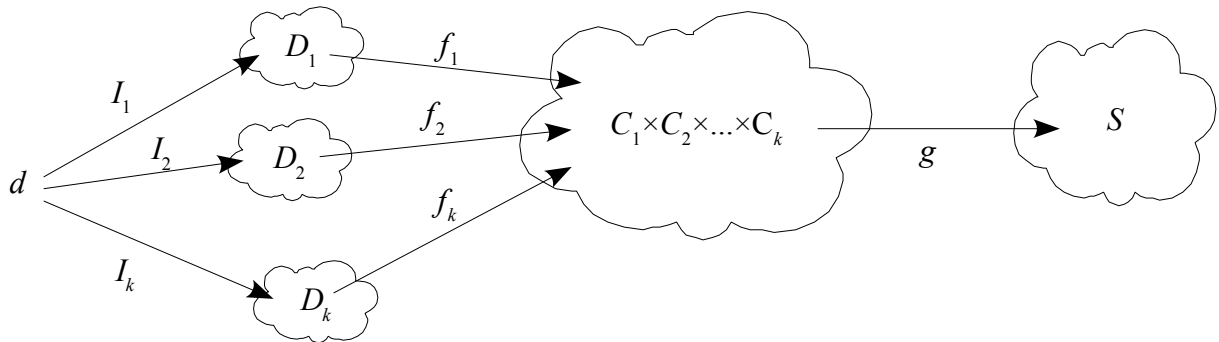 D₁
f₁
I₁
C₁×C₂×...×Cₖ
S
f₂
I₂
D₂
g
d
fₖ
Iₖ
Dₖ